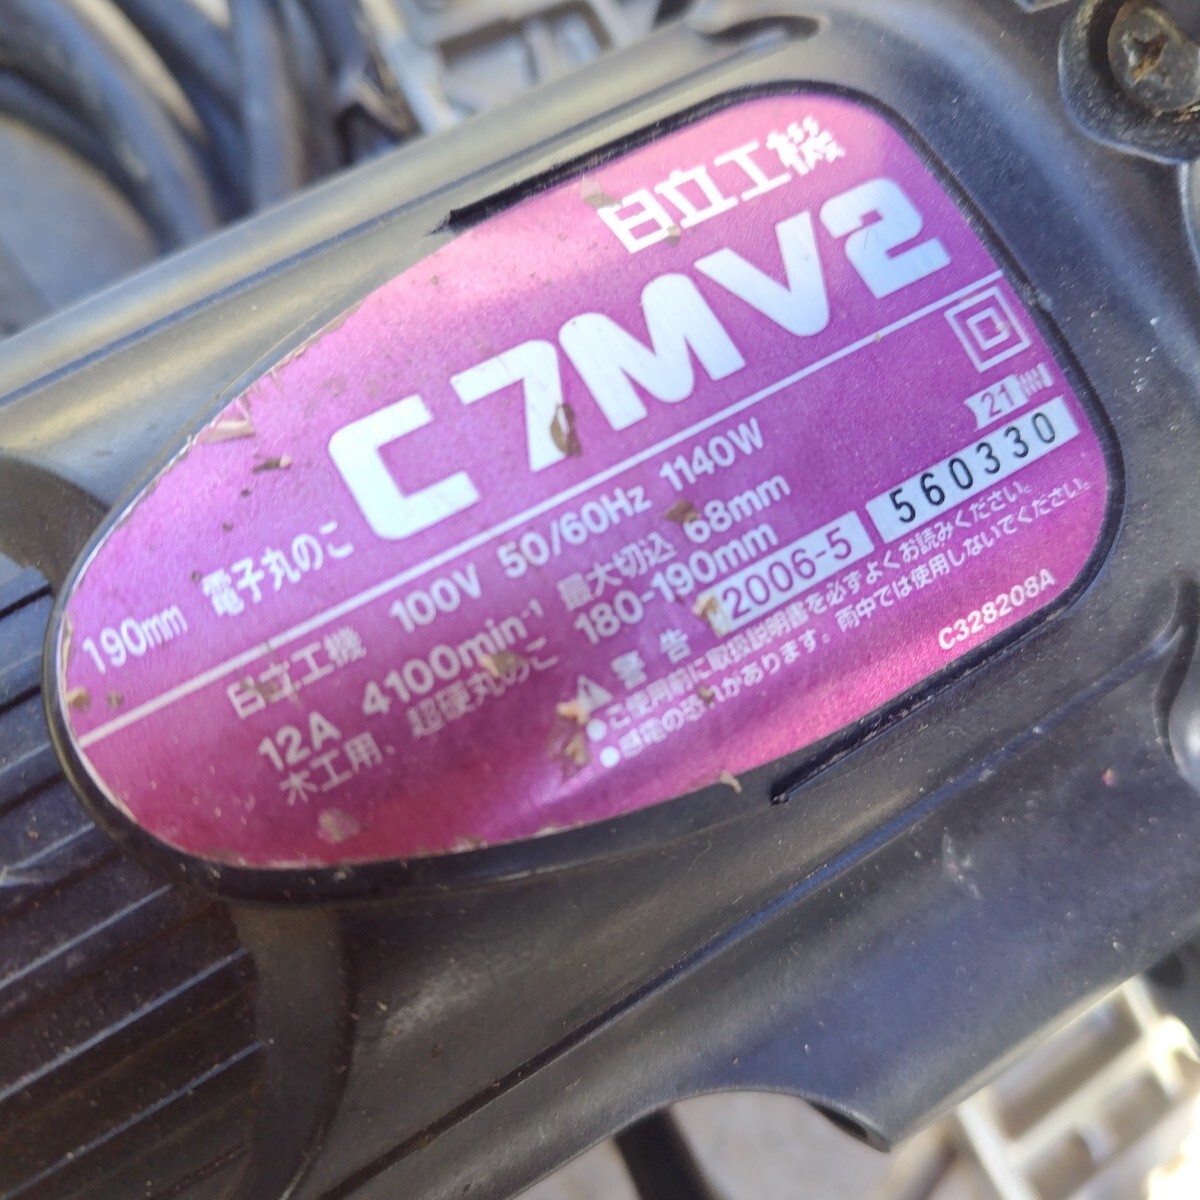 日立工機
C7MV2
190mm 電子丸のこ
日立工機 100V 50/60Hz 1140W
12A 4100min⁻¹ 最大切込 68mm
木工用、超硬丸のこ 180-190mm
21
2006-5 560330
⚠ 警告
●ご使用前に取扱説明書を必ずよくお読みください。
●感電の恐れがあります。雨中では使用しないでください。
C328208A